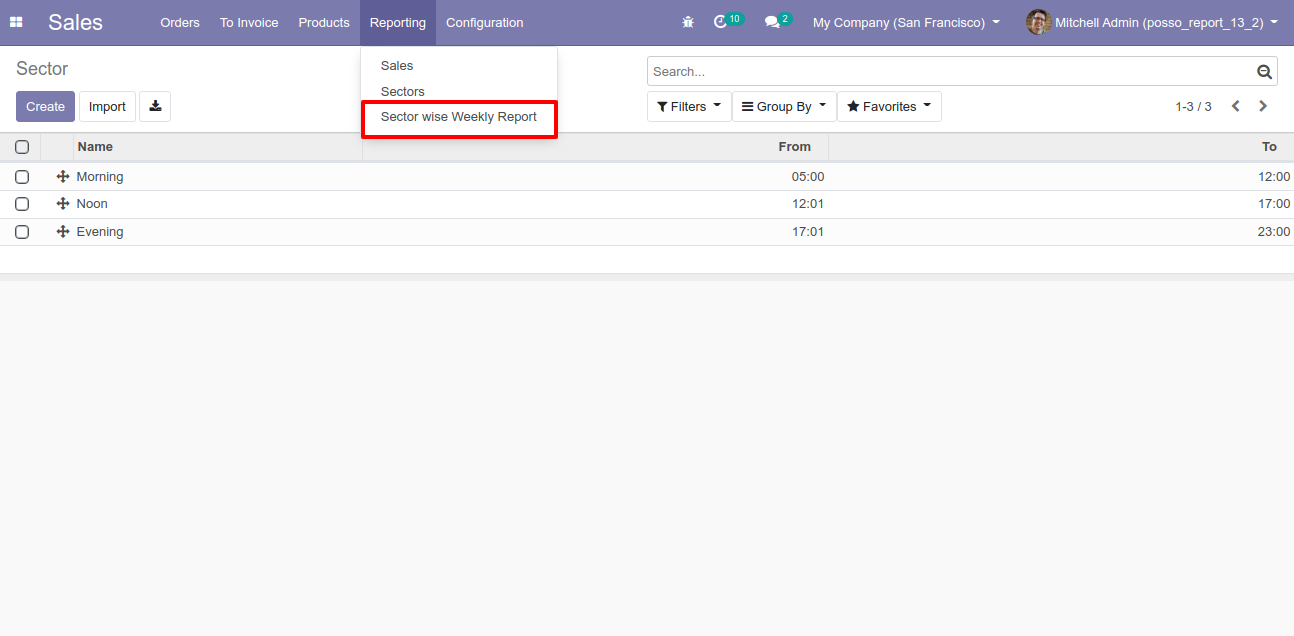 Sales Orders To Invoice Products Reporting Configuration 10 2 My Company (San Francisco) Mitchell Admin (posso_report_13_2)
Sector
Sales
Sectors
Sector wise Weekly Report
Search...
Create Import
Filters Group By Favorites 1-3 / 3
Name From To
Morning 05:00 12:00
Noon 12:01 17:00
Evening 17:01 23:00